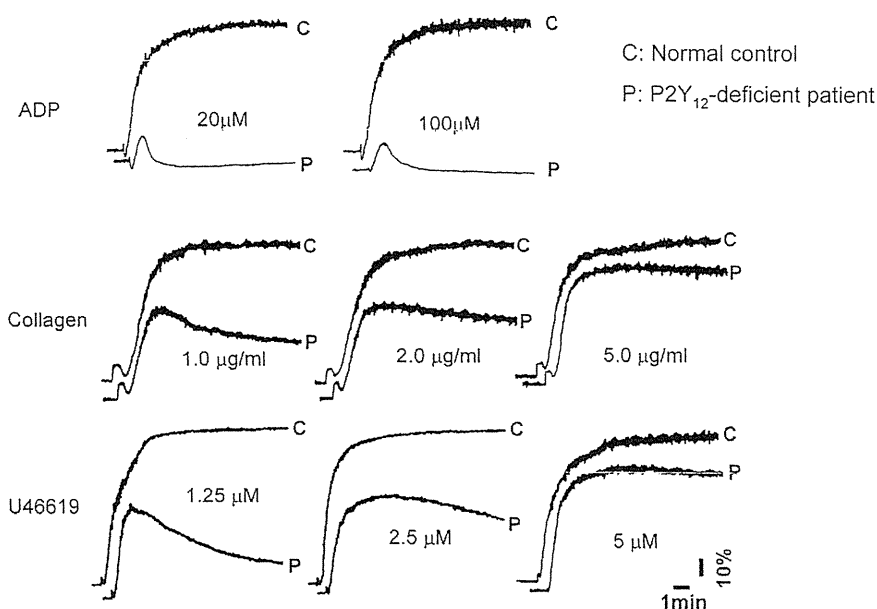 C: Normal control
P: P2Y₁₂-deficient patient
ADP
C
20μM
P
C
100μM
P
Collagen
C
P
1.0 μg/ml
C
P
2.0 μg/ml
C
P
5.0 μg/ml
U46619
C
1.25 μM
P
C
2.5 μM
P
C
P
5 μM
10%
1min